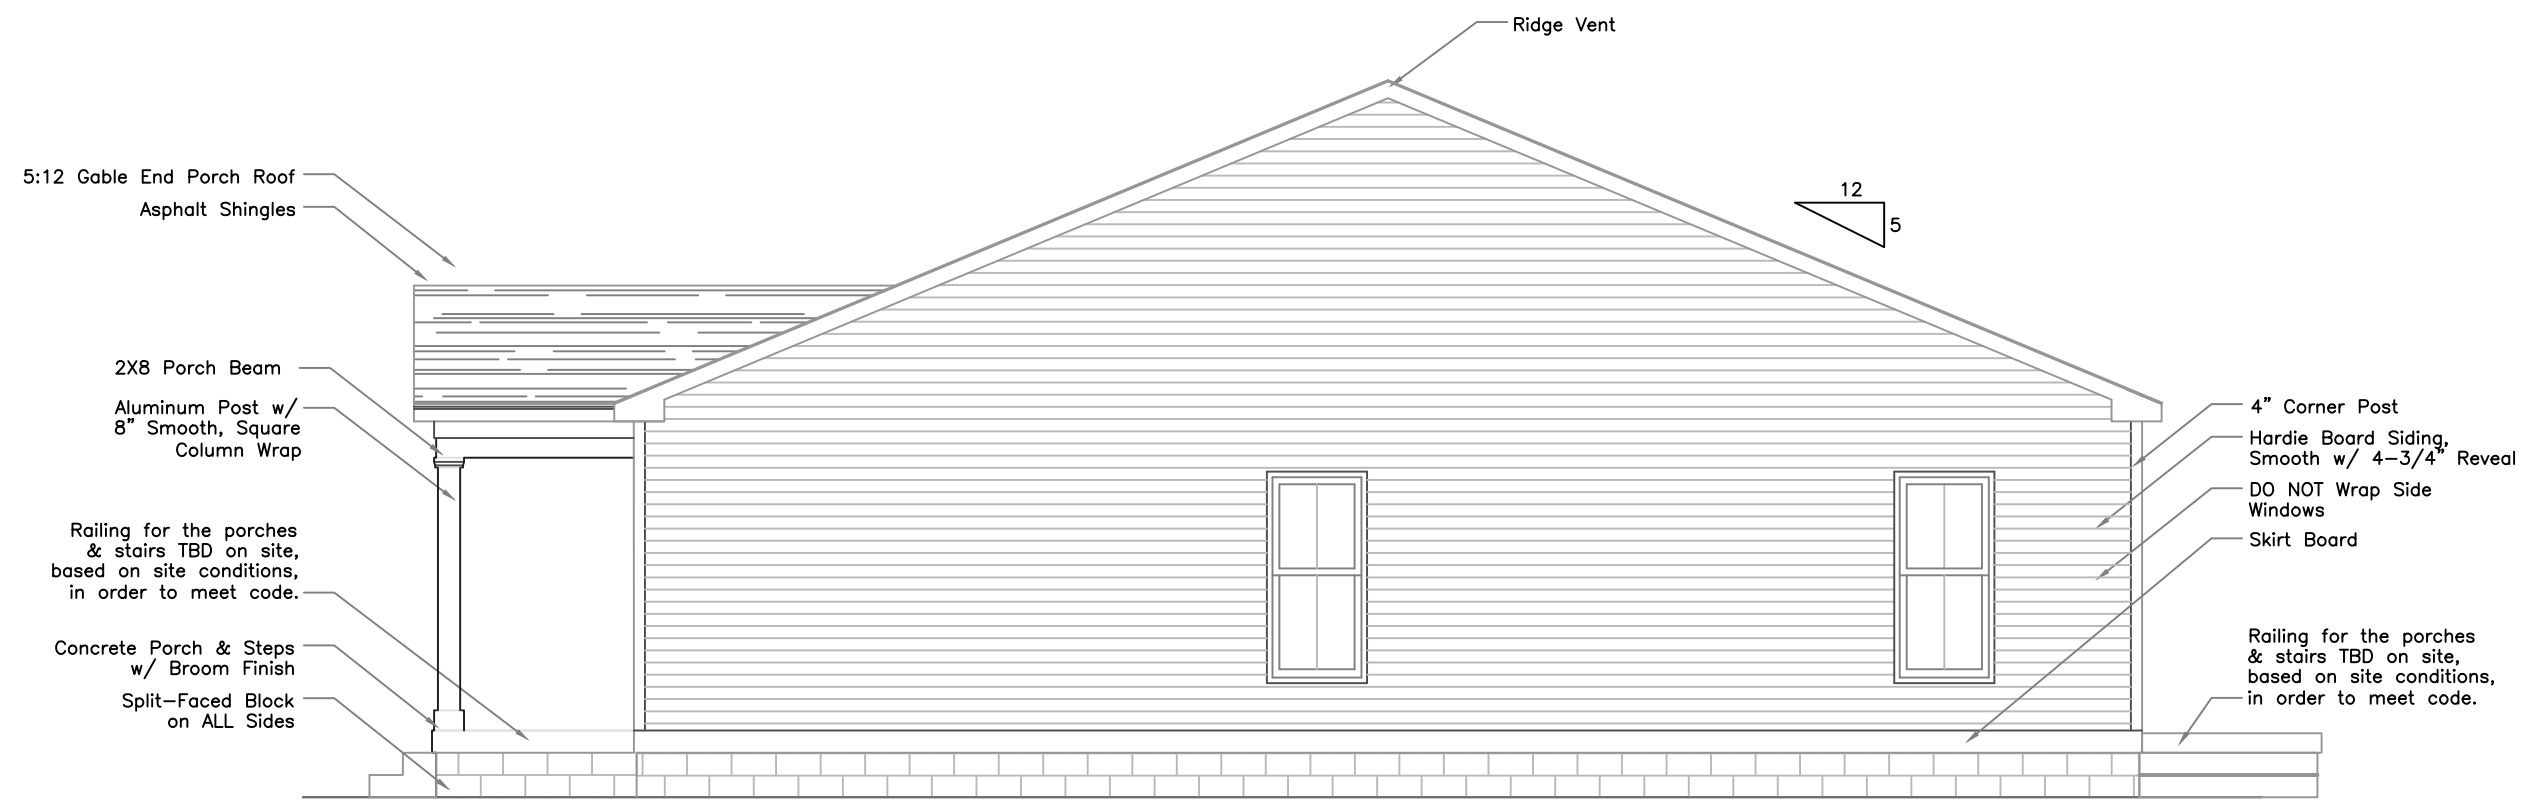 Ridge Vent
5:12 Gable End Porch Roof
Asphalt Shingles
12
5
2X8 Porch Beam
Aluminum Post w/
8" Smooth, Square
Column Wrap
Railing for the porches
& stairs TBD on site,
based on site conditions,
in order to meet code.
Concrete Porch & Steps
w/ Broom Finish
Split-Faced Block
on ALL Sides
4" Corner Post
Hardie Board Siding,
Smooth w/ 4-3/4" Reveal
DO NOT Wrap Side
Windows
Skirt Board
Railing for the porches
& stairs TBD on site,
based on site conditions,
in order to meet code.